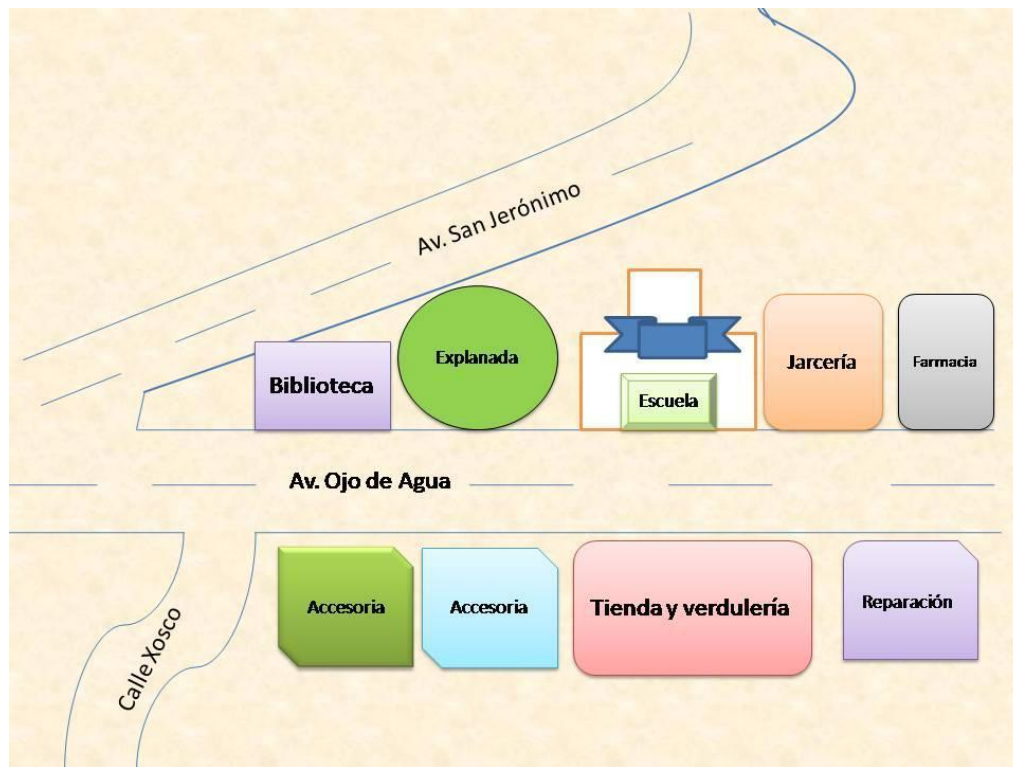 Av. San Jerónimo
Biblioteca
Explanada
Escuela
Jarcería
Farmacia
Av. Ojo de Agua
Accesoria
Accesoria
Tienda y verdulería
Reparación
Calle Xosco